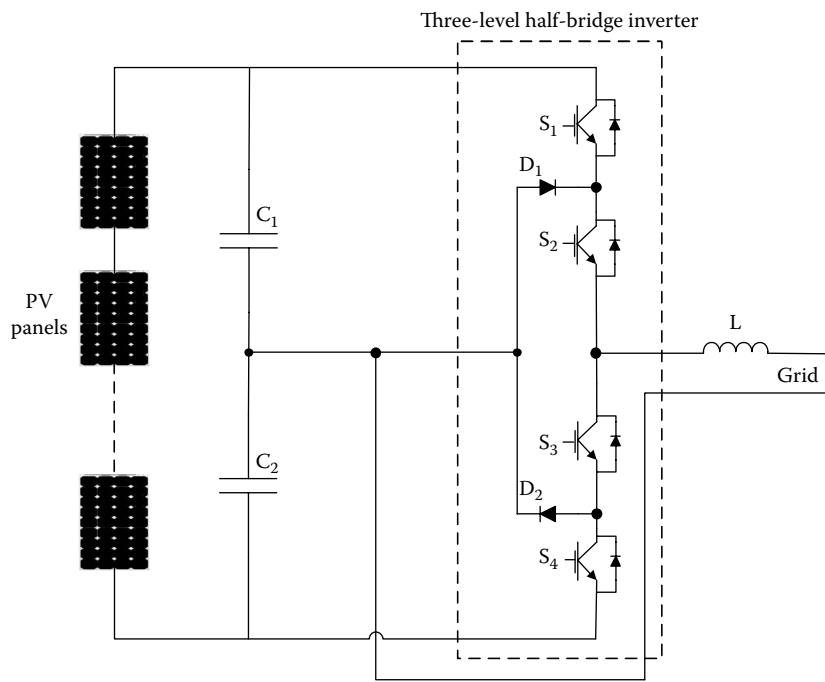 Three-level half-bridge inverter
S1
D1
C1
S2
PV
panels
L
Grid
S3
C2
D2
S4